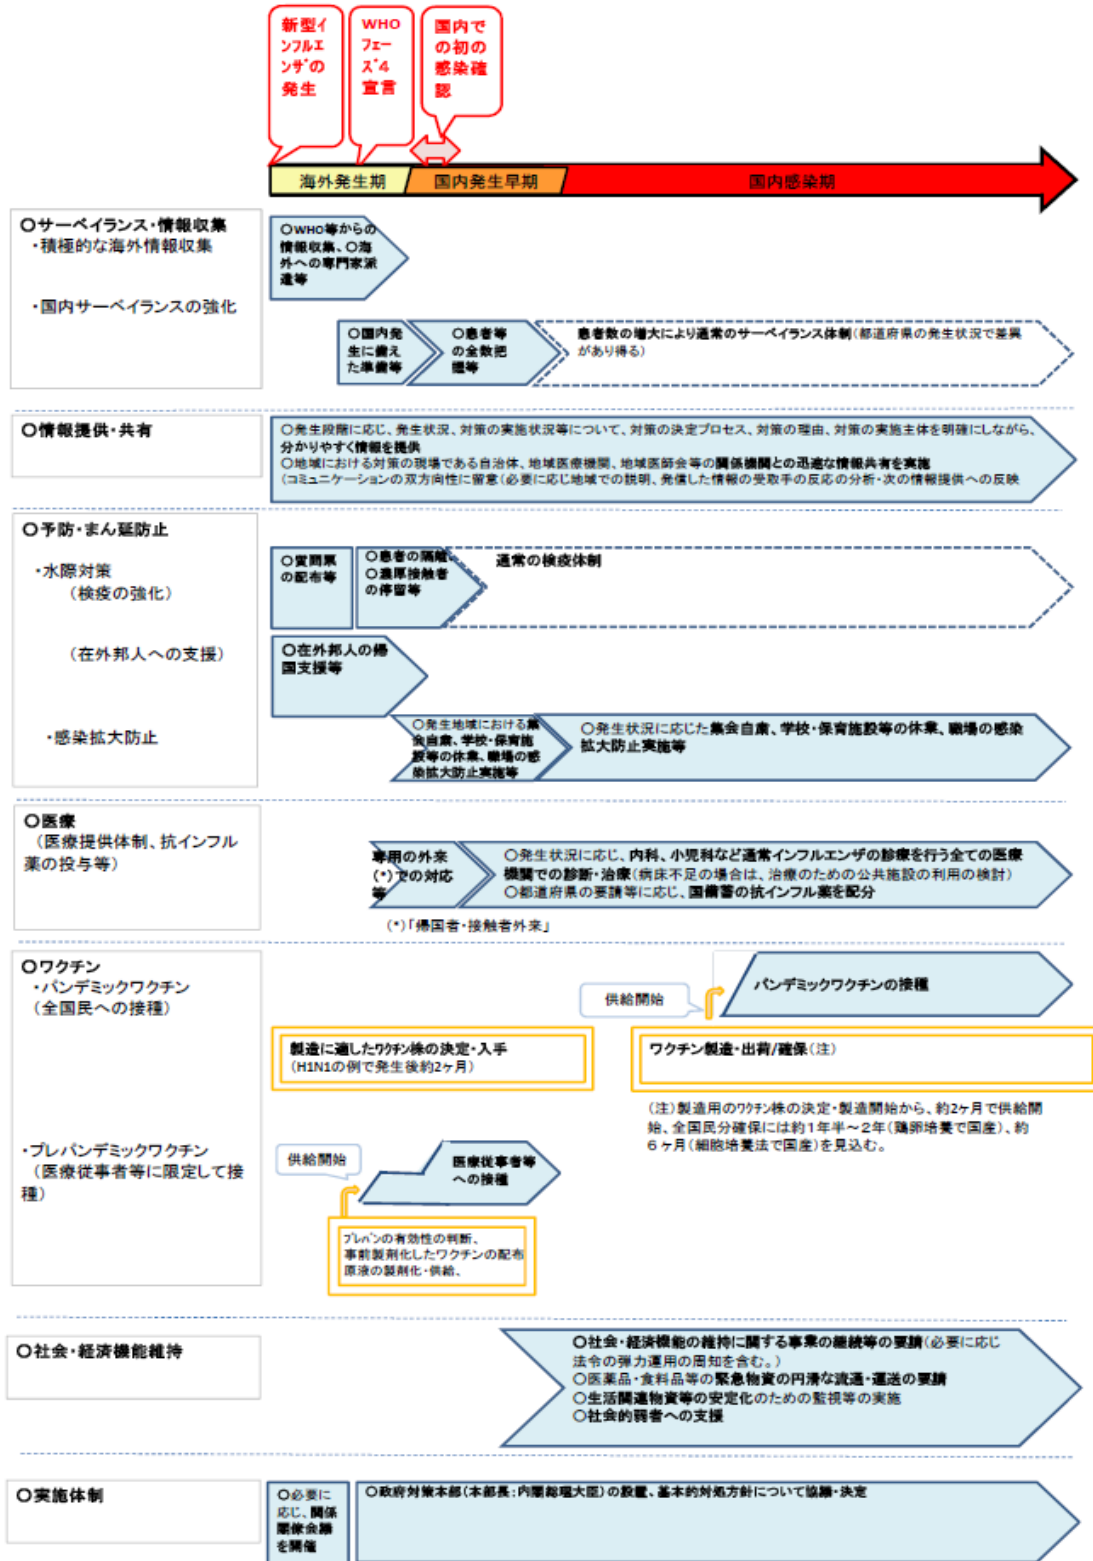 新型イ
ンフルエ
ンザの
発生
WHO
フェー
ズ4
宣言
国内で
の初の
感染確
認
海外発生期
国内発生早期
国内感染期
○サーベイランス・情報収集
・積極的な海外情報収集
・国内サーベイランスの強化
○WHO等からの
情報収集、○海
外への専門家派
遣等
○国内発
生に備え
た準備等
○患者等
の全数把
握等
患者数の増大により通常のサーベイランス体制(都道府県の発生状況で差異
があり得る)
○情報提供・共有
○発生段階に応じ、発生状況、対策の実施状況等について、対策の決定プロセス、対策の理由、対策の実施主体を明確にしながら、
分かりやすく情報を提供
○地域における対策の現場である自治体、地域医療機関、地域医師会等の関係機関との迅速な情報共有を実施
(コミュニケーションの双方向性に留意(必要に応じ地域での説明、発信した情報の受取手の反応の分析・次の情報提供への反映
○予防・まん延防止
・水際対策
(検疫の強化)
(在外邦人への支援)
・感染拡大防止
○質問票
の配布等
○患者の隔離、
○濃厚接触者
の停留等
通常の検疫体制
○在外邦人の帰
国支援等
○発生地域における集
会自粛、学校・保育施
設等の休業、職場の感
染拡大防止実施等
○発生状況に応じた集会自粛、学校・保育施設等の休業、職場の感染
拡大防止実施等
○医療
(医療提供体制、抗インフル
薬の投与等)
専用の外来
(*)での対応
等
○発生状況に応じ、内科、小児科など通常インフルエンザの診療を行う全ての医療
機関での診断・治療(病床不足の場合は、治療のための公共施設の利用の検討)
○都道府県の要請等に応じ、国備蓄の抗インフル薬を配分
(*)「帰国者・接触者外来」
○ワクチン
・パンデミックワクチン
(全国民への接種)
供給開始
パンデミックワクチンの接種
製造に適したワクチン株の決定・入手
(H1N1の例で発生後約2ヶ月)
ワクチン製造・出荷/確保(注)
(注)製造用のワクチン株の決定・製造開始から、約2ヶ月で供給開
始、全国民分確保には約1年半~2年(鶏卵培養で国産)、約
6ヶ月(細胞培養法で国産)を見込む。
・プレパンデミックワクチン
(医療従事者等に限定して接
種)
供給開始
医療従事者等
への接種
プレパンの有効性の判断、
事前製剤化したワクチンの配布
原液の製剤化・供給、
○社会・経済機能維持
○社会・経済機能の維持に関する事業の継続等の要請(必要に応じ
法令の弾力運用の周知を含む。)
○医薬品・食料品等の緊急物資の円滑な流通・運送の要請
○生活関連物資等の安定化のための監視等の実施
○社会的弱者への支援
○実施体制
○必要に
応じ、関係
閣僚会議
を開催
○政府対策本部(本部長:内閣総理大臣)の設置、基本的対処方針について協議・決定